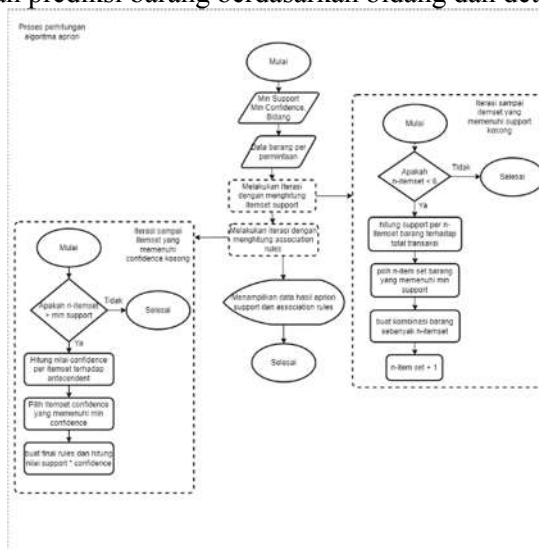 an prediksi barang berdasarkan bidang dan det
Proses perhitungan
algoritma apriori
Mulai
Min Support
Min Confidence,
Bidang
Data barang per
permintaan
Melakukan iterasi
dengan menghitung
itemset support
Melakukan iterasi dengan
menghitung association
rules
Menampilkan data hasil apriori
support dan association rules
Selesai
Iterasi sampai
itemset yang
memenuhi support
kosong
Mulai
Apakah
n-itemset < 6
Tidak
Selesai
Ya
hitung support per n-
itemset barang terhadap
total transaksi
pilih n-item set barang
yang memenuhi min
support
buat kombinasi barang
sebanyak n-itemset
n-item set + 1
Iterasi sampai
itemset yang
memenuhi
confidence kosong
Mulai
Apakah n-itemset
> min support
Tidak
Selesai
Ya
Hitung nilai confidence
per itemset terhadap
antecendent
Pilih itemset confidence
yang memenuhi min
confidence
buat final rules dan hitung
nilai support * confidence